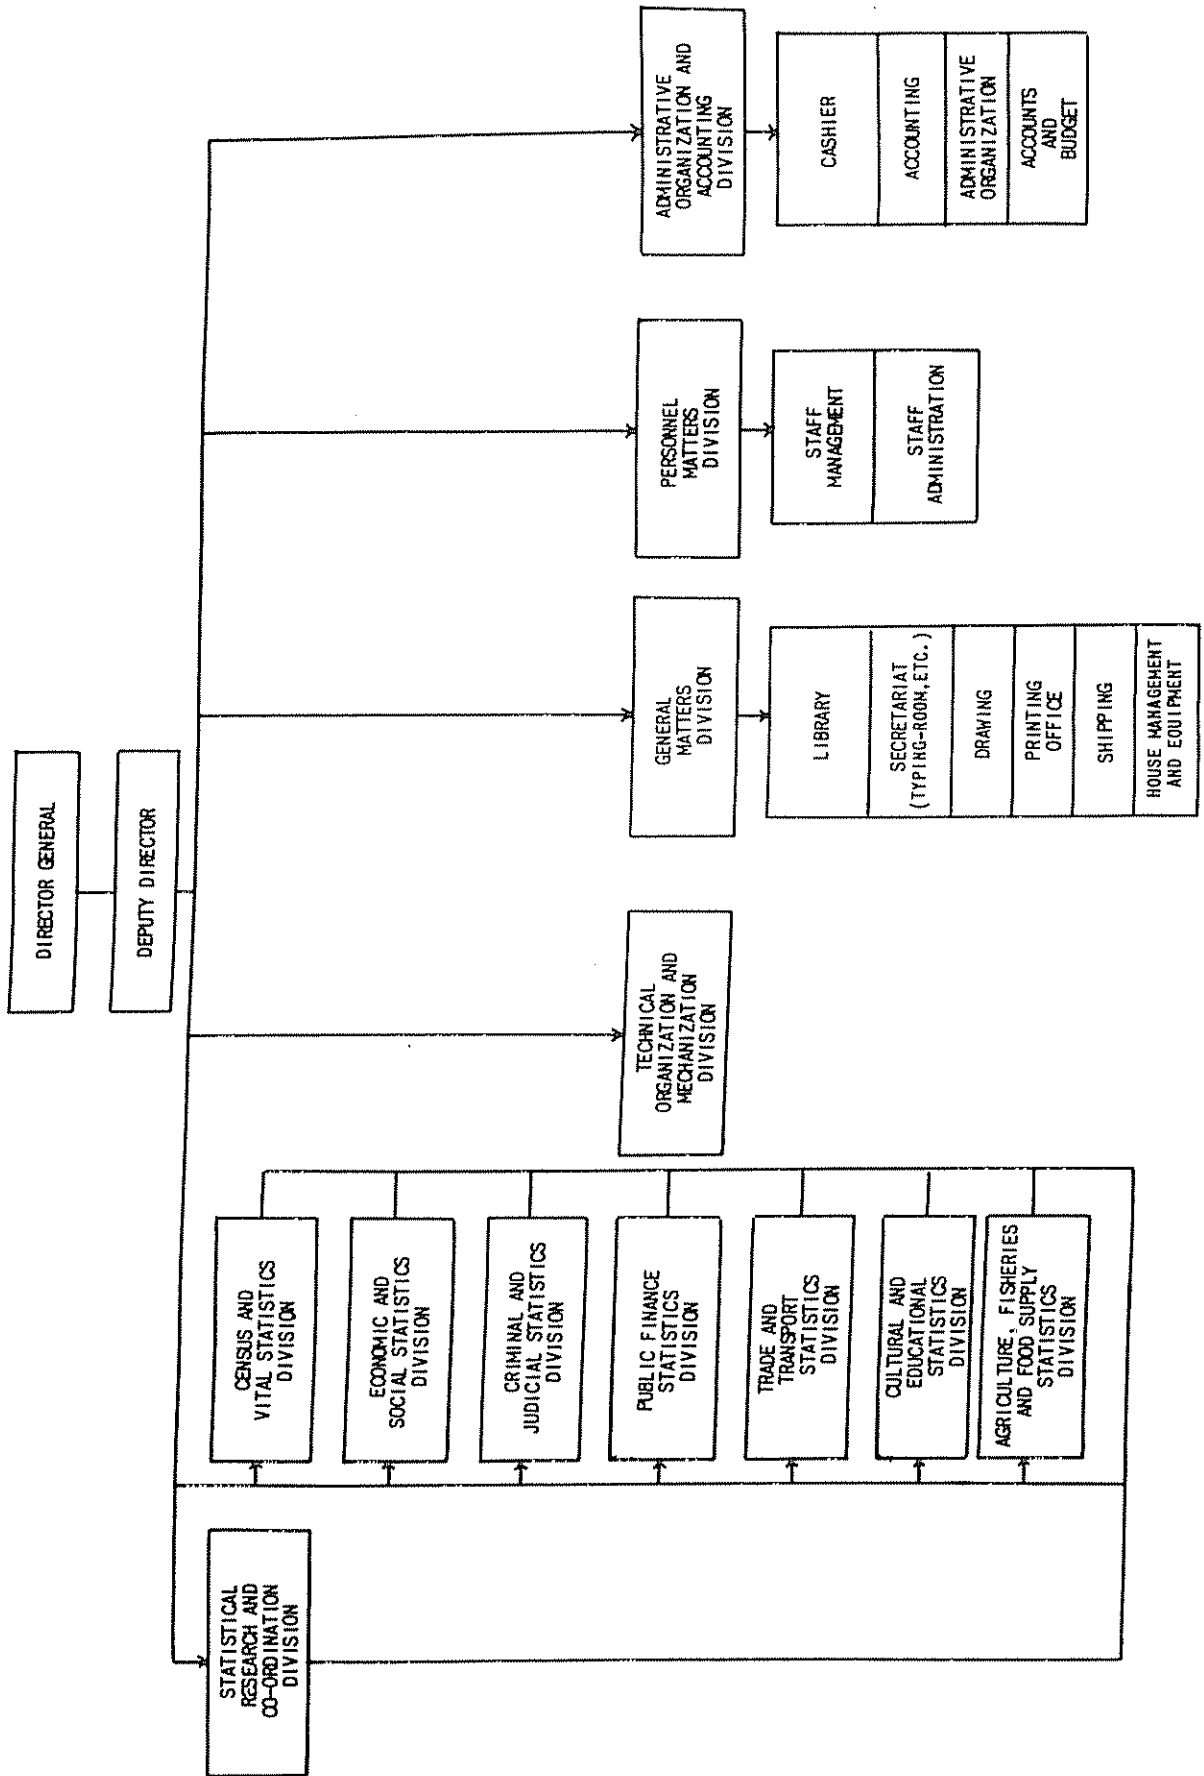 DIRECTOR GENERAL
DEPUTY DIRECTOR
STATISTICAL
RESEARCH AND
CO-ORDINATION
DIVISION
CENSUS AND
VITAL STATISTICS
DIVISION
ECONOMIC AND
SOCIAL STATISTICS
DIVISION
CRIMINAL AND
JUDICIAL STATISTICS
DIVISION
PUBLIC FINANCE
STATISTICS
DIVISION
TRADE AND
TRANSPORT
STATISTICS
DIVISION
CULTURAL AND
EDUCATIONAL
STATISTICS
DIVISION
AGRICULTURE, FISHERIES
AND FOOD SUPPLY
STATISTICS
DIVISION
TECHNICAL
ORGANIZATION AND
MECHANIZATION
DIVISION
GENERAL
MATTERS
DIVISION
LIBRARY
SECRETARIAT
(TYPING-ROOM,ETC.)
DRAWING
PRINTING
OFFICE
SHIPPING
HOUSE MANAGEMENT
AND EQUIPMENT
PERSONNEL
MATTERS
DIVISION
STAFF
MANAGEMENT
STAFF
ADMINISTRATION
ADMINISTRATIVE
ORGANIZATION AND
ACCOUNTING
DIVISION
CASHIER
ACCOUNTING
ADMINISTRATIVE
ORGANIZATION
ACCOUNTS
AND
BUDGET